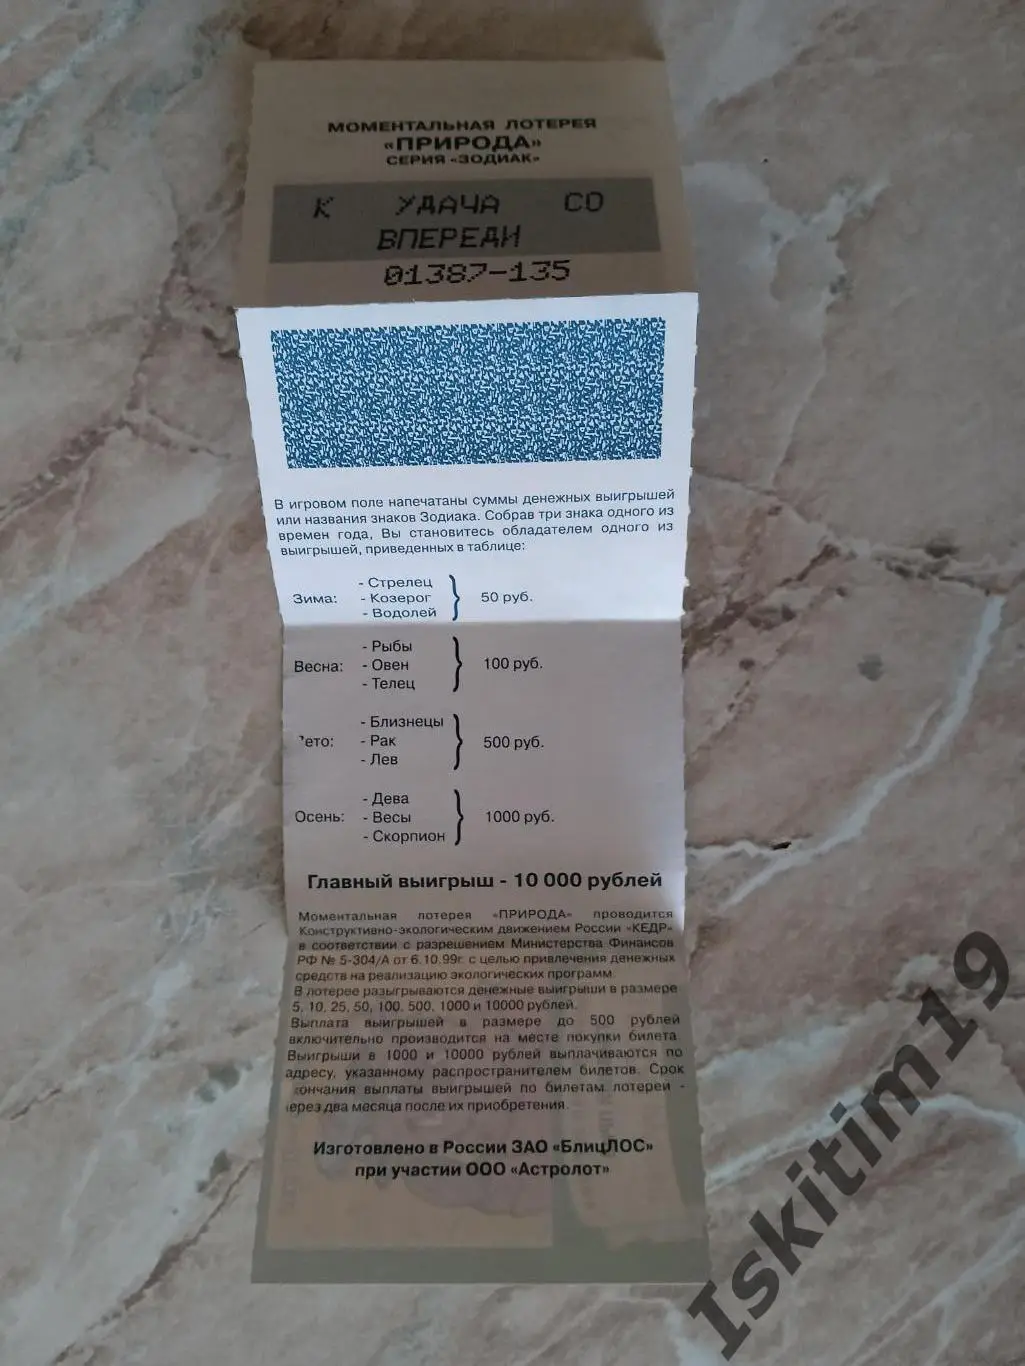 МОМЕНТАЛЬНАЯ ЛОТЕРЕЯ
«ПРИРОДА»
СЕРИЯ «ЗОДИАК»
К УДАЧА СО
ВПЕРЕДИ
01387-135
В игровом поле напечатаны суммы денежных выигрышей
или названия знаков Зодиака. Собрав три знака одного из
времен года, Вы становитесь обладателем одного из
выигрышей, приведенных в таблице:
Зима: - Стрелец - Козерог - Водолей } 50 руб.
Весна: - Рыбы - Овен - Телец } 100 руб.
ето: - Близнецы - Рак - Лев } 500 руб.
Осень: - Дева - Весы - Скорпион } 1000 руб.
Главный выигрыш - 10 000 рублей
Моментальная лотерея «ПРИРОДА» проводится
Конструктивно-экологическим движением России "КЕДР"
в соответствии с разрешением Министерства Финансов
РФ № 5-304/А от 6.10.99г. с целью привлечения денежных
средств на реализацию экологических программ.
В лотерее разыгрываются денежные выигрыши в размере
5, 10, 25, 50, 100, 500, 1000 и 10000 рублей.
Выплата выигрышей в размере до 500 рублей
включительно производится на месте покупки билета.
Выигрыши в 1000 и 10000 рублей выплачиваются по
адресу, указанному распространителем билетов. Срок
кончания выплаты выигрышей по билетам лотереи -
через два месяца после их приобретения.
Изготовлено в России ЗАО «БлицЛОС»
при участии ООО «Астролот»
Iskitim19